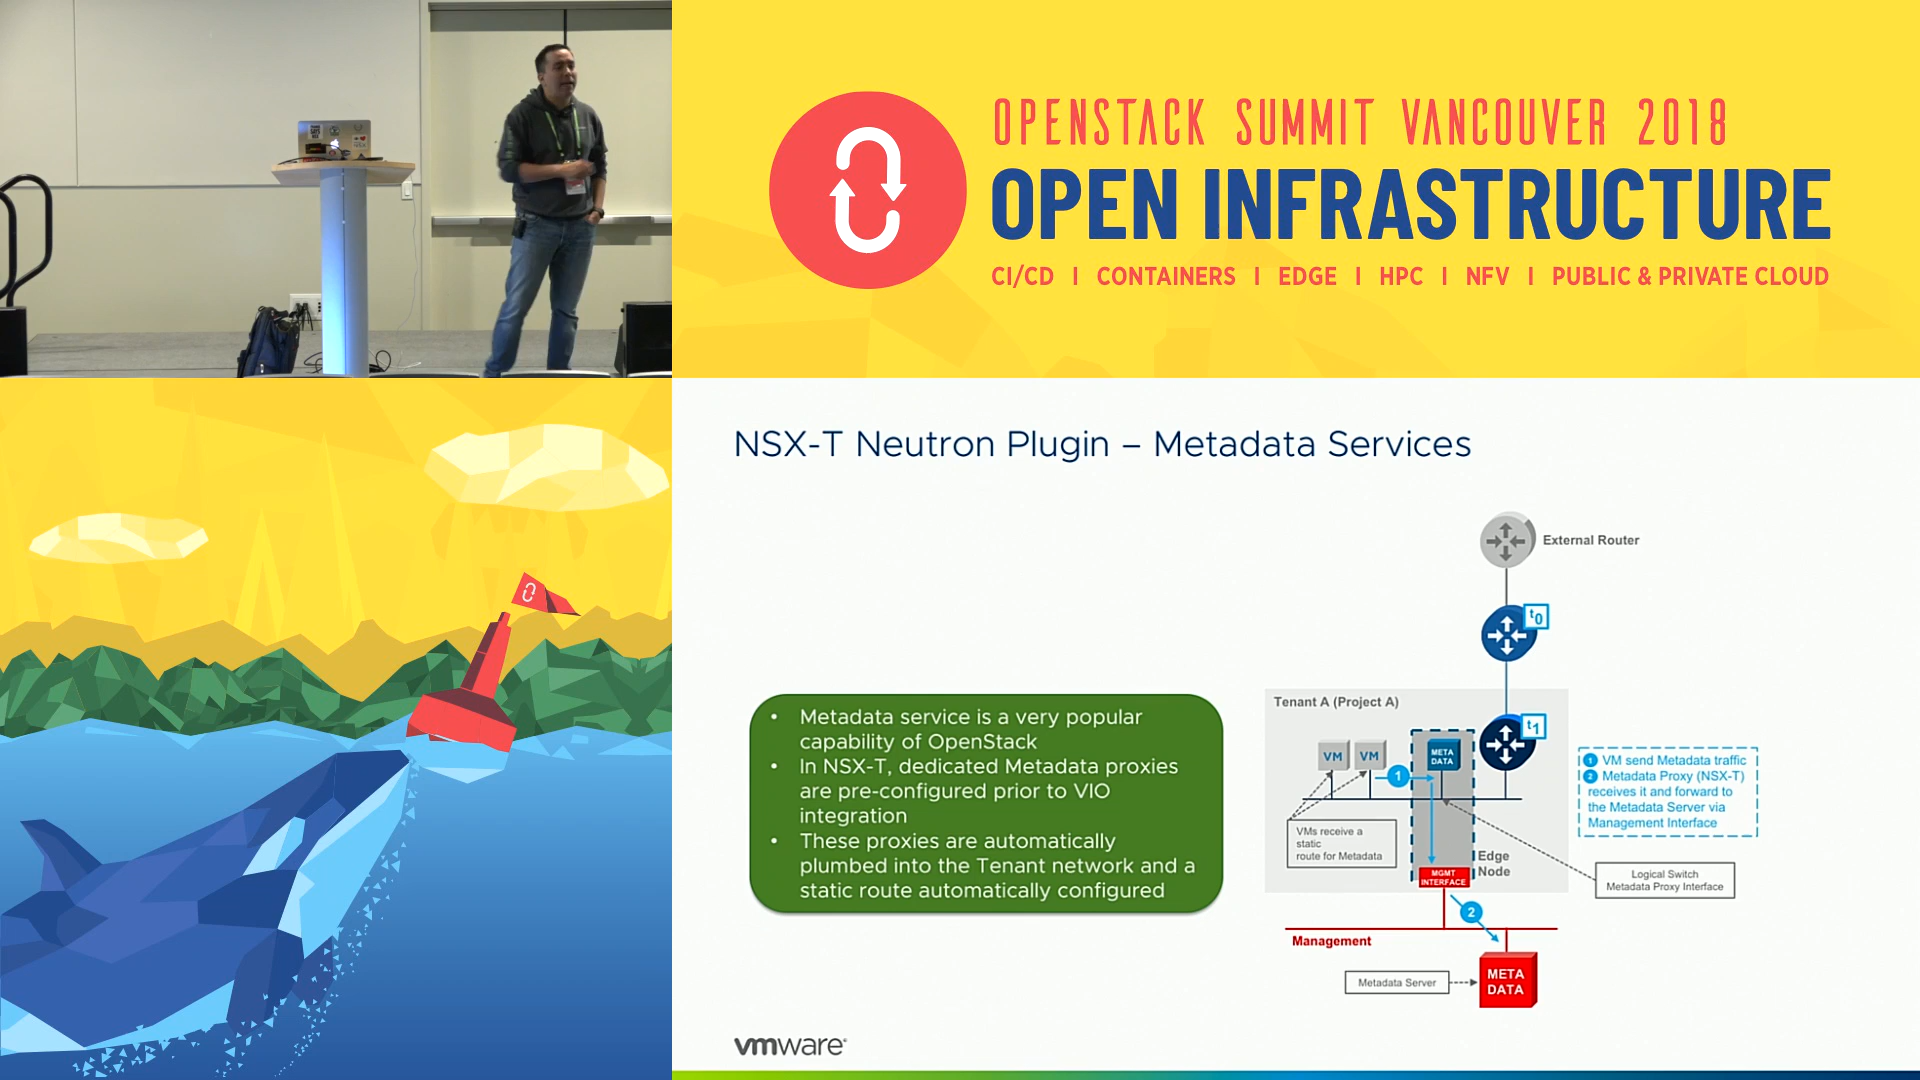 OPENSTACK SUMMIT VANCOUVER 2018
OPEN INFRASTRUCTURE
CI/CD I CONTAINERS I EDGE I HPC I NFV I PUBLIC & PRIVATE CLOUD
NSX-T Neutron Plugin – Metadata Services
• Metadata service is a very popular
capability of OpenStack
• In NSX-T, dedicated Metadata proxies
are pre-configured prior to VIO
integration
• These proxies are automatically
plumbed into the Tenant network and a
static route automatically configured
External Router
t0
Tenant A (Project A)
t1
VM
VM
META
DATA
1
VMs receive a
static
route for Metadata
MGMT
INTERFACE
Edge
Node
1 VM send Metadata traffic
2 Metadata Proxy (NSX-T)
receives it and forward to
the Metadata Server via
Management Interface
Logical Switch
Metadata Proxy Interface
2
Management
Metadata Server
META
DATA
vmware